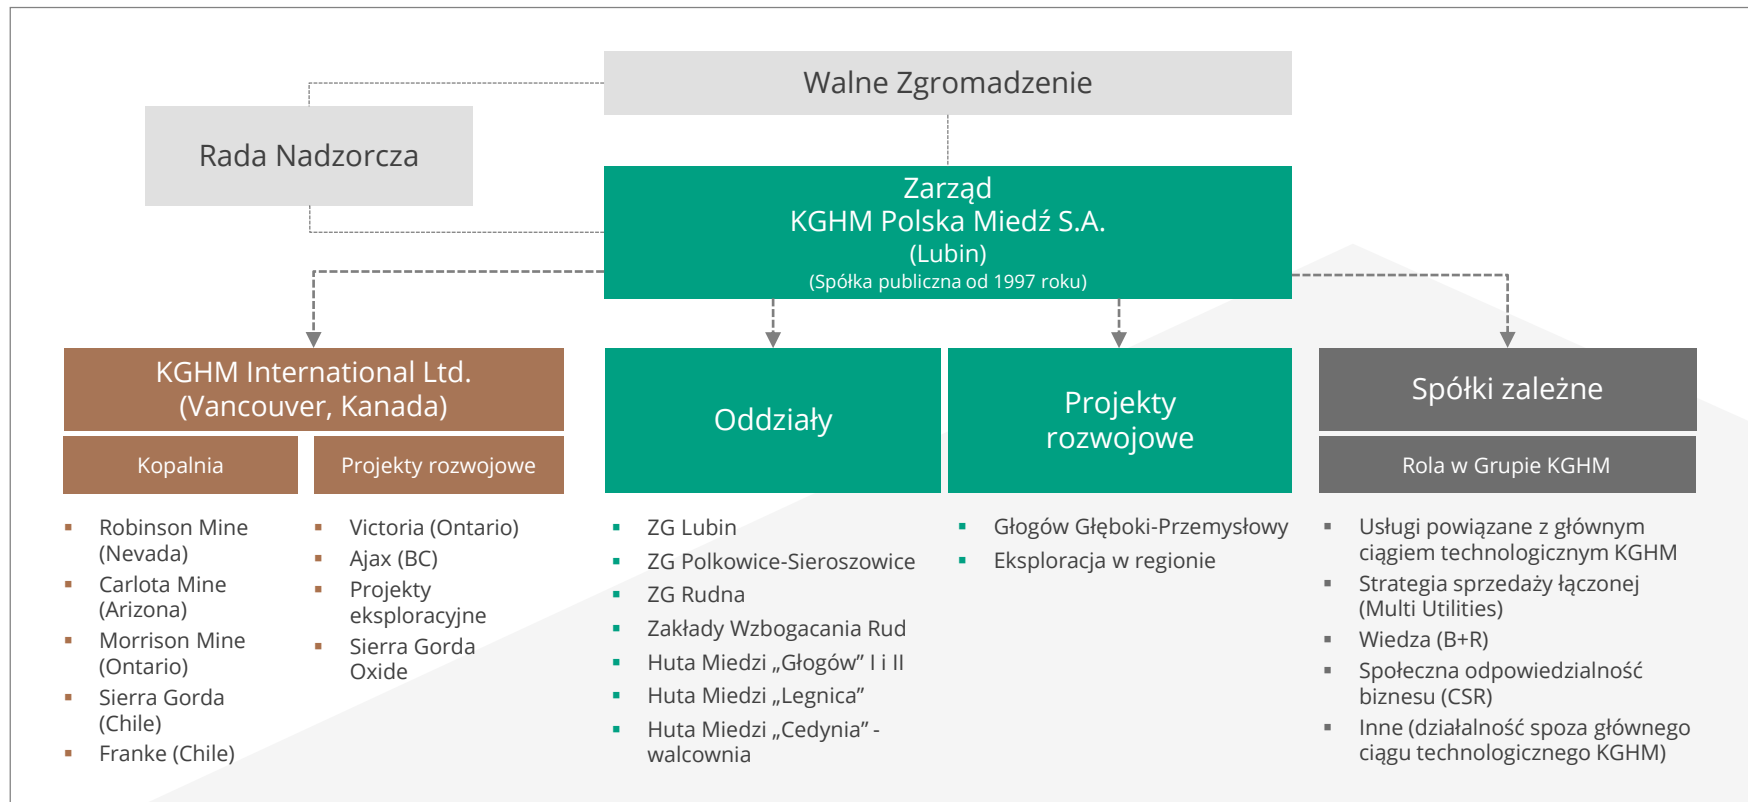 Walne Zgromadzenie
Rada Nadzorcza
Zarząd
KGHM Polska Miedź S.A.
(Lubin)
(Spółka publiczna od 1997 roku)
KGHM International Ltd.
(Vancouver, Kanada)
Kopalnia
Robinson Mine
(Nevada)
Carlota Mine
(Arizona)
Morrison Mine
(Ontario)
Sierra Gorda
(Chile)
Franke (Chile)
Projekty rozwojowe
Victoria (Ontario)
Ajax (BC)
Projekty
eksploracyjne
Sierra Gorda
Oxide
Oddziały
ZG Lubin
ZG Polkowice-Sieroszowice
ZG Rudna
Zakłady Wzbogacania Rud
Huta Miedzi „Głogów” I i II
Huta Miedzi „Legnica”
Huta Miedzi „Cedynia” -
walcownia
Projekty
rozwojowe
Głogów Głęboki-Przemysłowy
Eksploracja w regionie
Spółki zależne
Rola w Grupie KGHM
Usługi powiązane z głównym
ciągiem technologicznym KGHM
Strategia sprzedaży łączonej
(Multi Utilities)
Wiedza (B+R)
Społeczna odpowiedzialność
biznesu (CSR)
Inne (działalność spoza głównego
ciągu technologicznego KGHM)